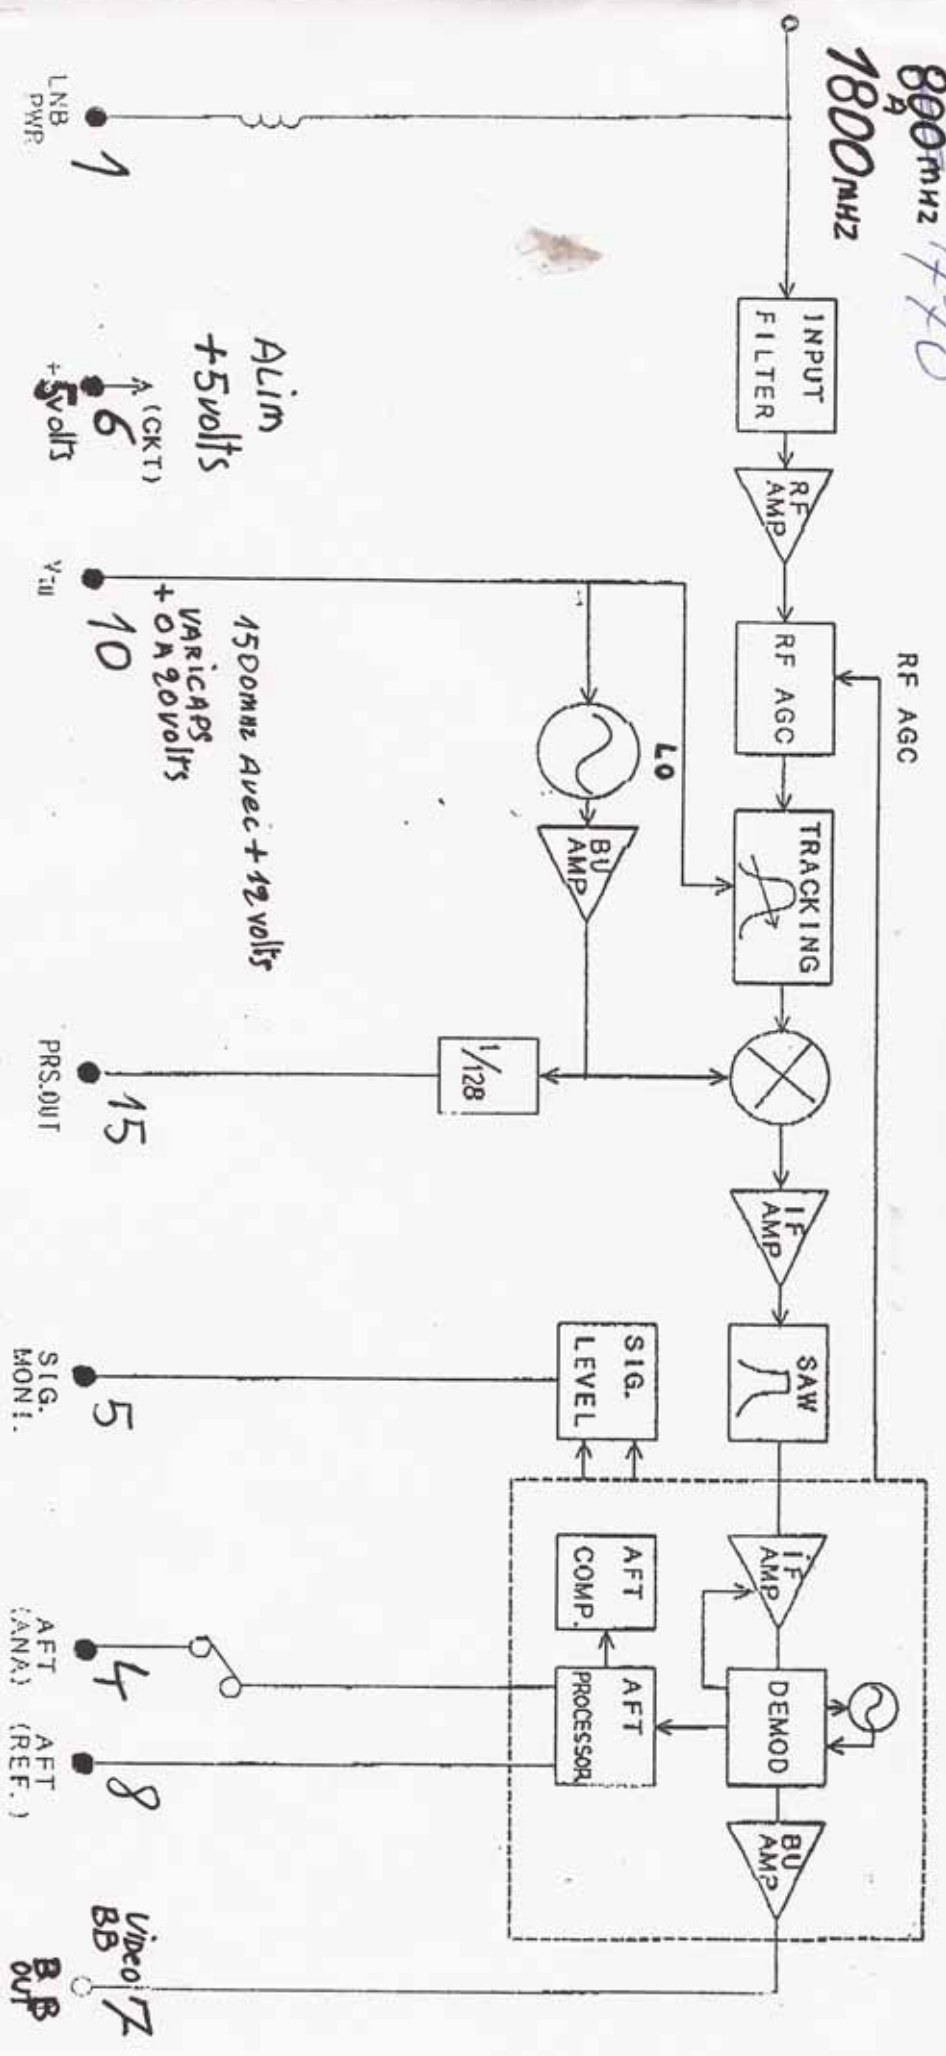 800MHZ
A
1800MHZ
RF AGC
INPUT
FILTER
RF
AMP
RF AGC
TRACKING
IF
AMP
SAW
IF
AMP
DEMOD
BU
AMP
LO
BU
AMP
1/128
SIG.
LEVEL
AFT
COMP.
AFT
PROCESSOR
ALim
+5volts
1500MHZ Avec +12volts
VARICAPS
+ 0 A 20volts
(CKT)
1
LNB
PWR
6
+5volts
10
15
PRS.OUT
5
SIG.
MONI.
4
AFT
(ANA)
8
AFT
(REF.)
Video
BB
7
BB
OUT